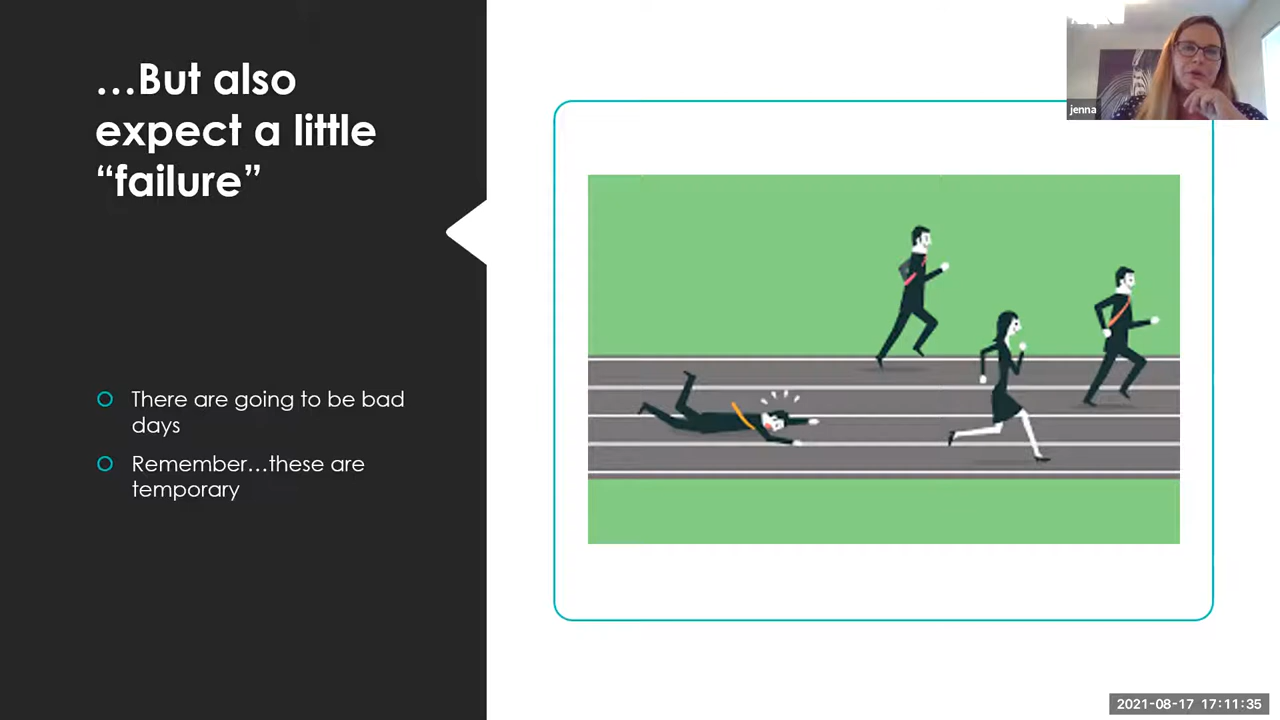 …But also
expect a little
“failure”
There are going to be bad
days
Remember…these are
temporary
jenna
2021-08-17 17:11:35